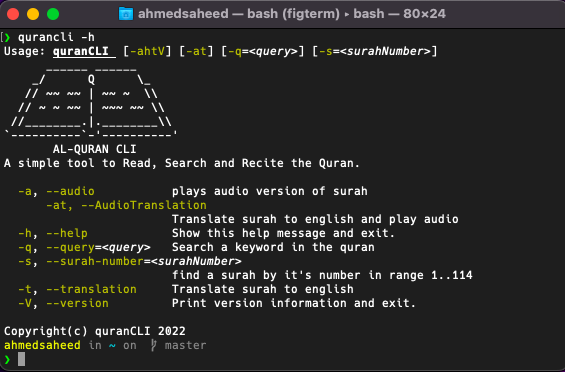 ahmedsaheed — bash (figterm) ▸ bash — 80×24
❯ qurancli -h
Usage: quranCLI [-ahtV] [-at] [-q=<query>] [-s=<surahNumber>]
       ______ ______
     _/      Q      \_
    // ~~ ~~ | ~~ ~  \\
   // ~ ~ ~~ | ~~~ ~~ \\
  //________.|.________\\
 `----------`-'----------'
AL-QURAN CLI
A simple tool to Read, Search and Recite the Quran.
-a, --audio plays audio version of surah
-at, --AudioTranslation
Translate surah to english and play audio
-h, --help Show this help message and exit.
-q, --query=<query> Search a keyword in the quran
-s, --surah-number=<surahNumber>
find a surah by it's number in range 1..114
-t, --translation Translate surah to english
-V, --version Print version information and exit.
Copyright(c) quranCLI 2022
ahmedsaheed in ~ on master
❯